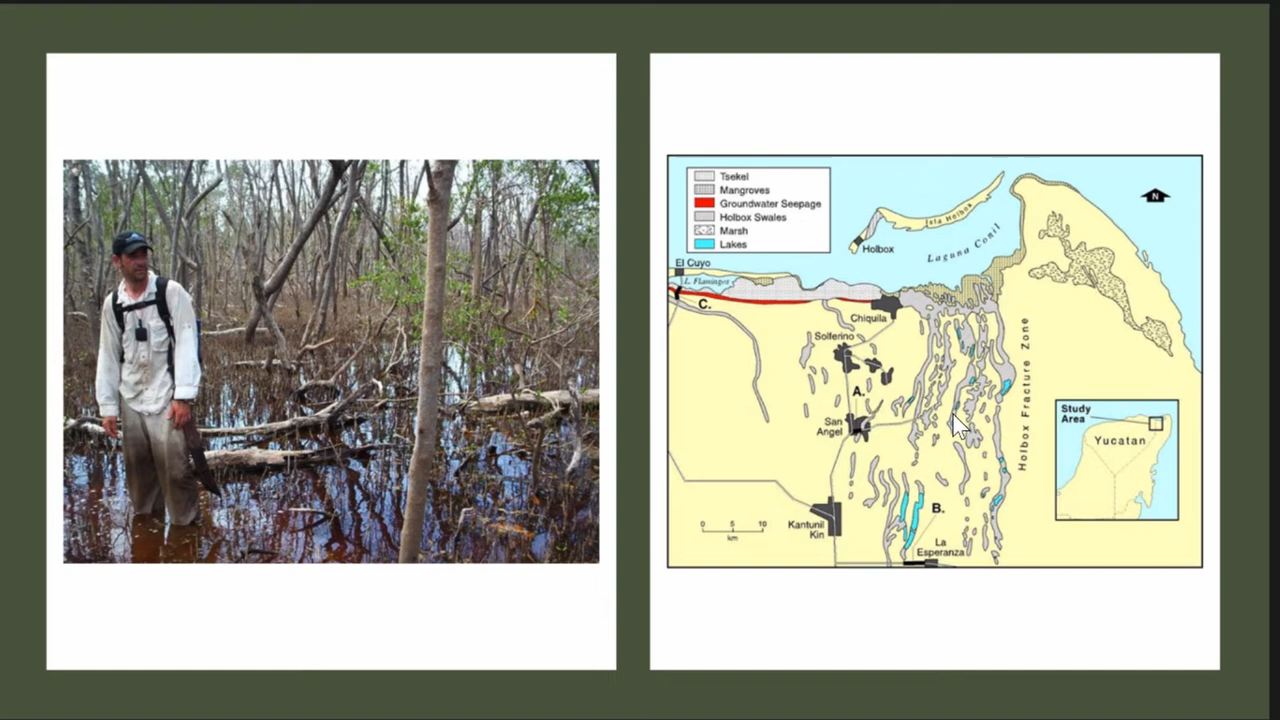 Tsekel
Mangroves
Groundwater Seepage
Holbox Swales
Marsh
Lakes
N
Isla Holbox
Holbox
Laguna Conil
El Cuyo
L. Flamingos
C.
Chiquila
Solferino
A.
San
Angel
Holbox Fracture Zone
Study
Area
Yucatan
B.
0 5 10
km
Kantunil
Kin
La
Esperanza